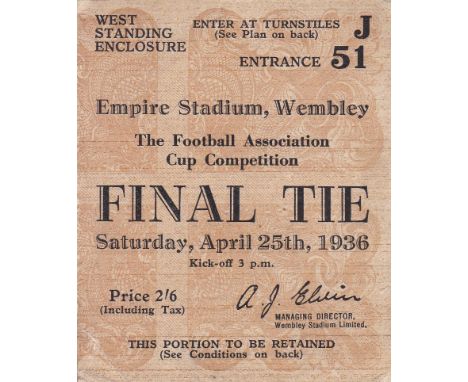 WEST
STANDING
ENCLOSURE
ENTER AT TURNSTILES
(See Plan on back)
J
ENTRANCE 51
Empire Stadium, Wembley
The Football Association
Cup Competition
FINAL TIE
Saturday, April 25th, 1936
Kick-off 3 p.m.
Price 2/6
(Including Tax)
A. J. Elvin
MANAGING DIRECTOR,
Wembley Stadium Limited.
THIS PORTION TO BE RETAINED
(See Conditions on back)